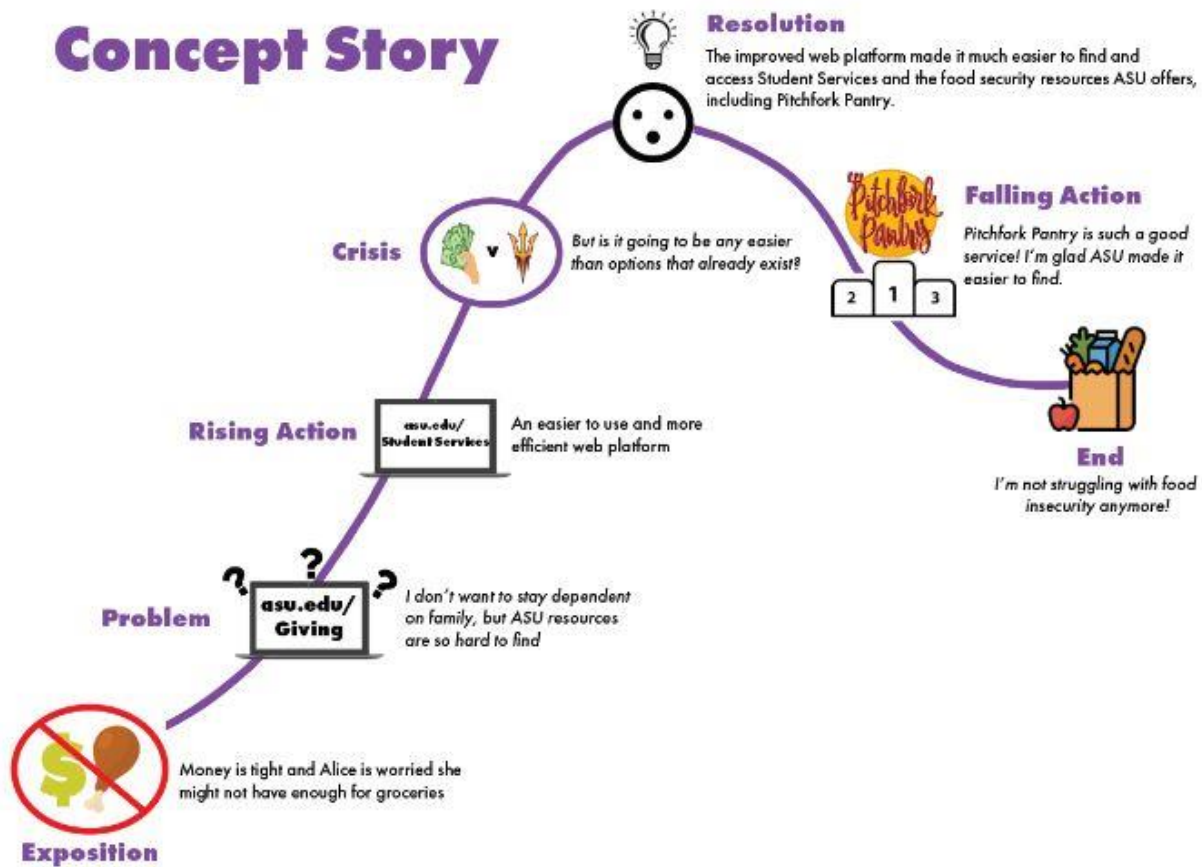 Concept Story
Resolution
The improved web platform made it much easier to find and
access Student Services and the food security resources ASU offers,
including Pitchfork Pantry.
Pitchfork
Pantry
Falling Action
Pitchfork Pantry is such a good
service! I'm glad ASU made it
easier to find.
2 1 3
Crisis
v
But is it going to be any easier
than options that already exist?
Rising Action
asu.edu/
Student Services
An easier to use and more
efficient web platform
End
I'm not struggling with food
insecurity anymore!
Problem
? ? ?
asu.edu/
Giving
I don't want to stay dependent
on family, but ASU resources
are so hard to find
$
Money is tight and Alice is worried she
might not have enough for groceries
Exposition